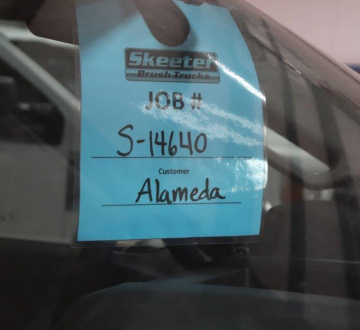 Skeeter
Brush Trucks
JOB #
S-14640
Customer
Alameda